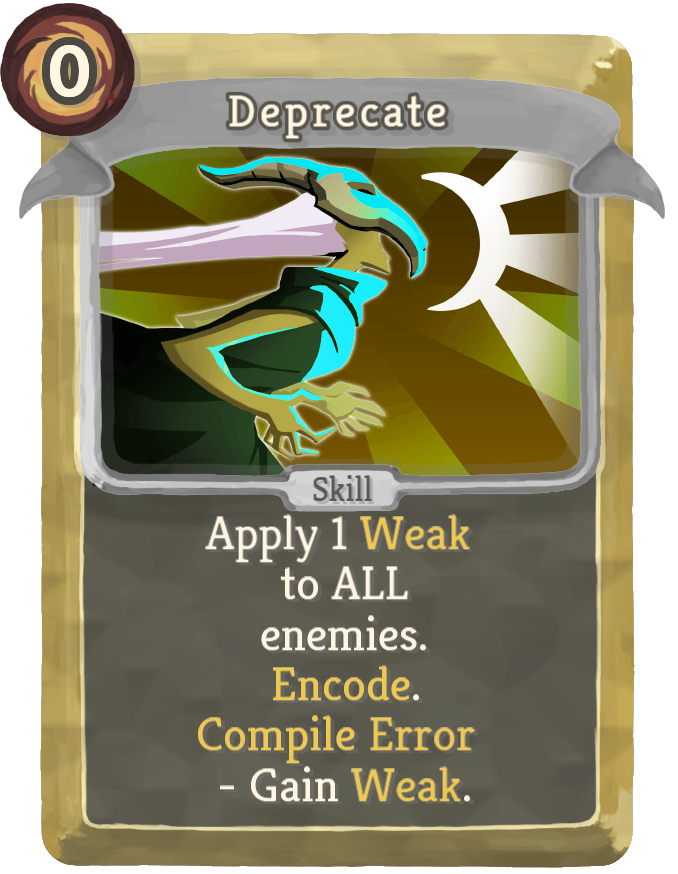 0
Deprecate
Skill
Apply 1 Weak
to ALL
enemies.
Encode.
Compile Error
- Gain Weak.